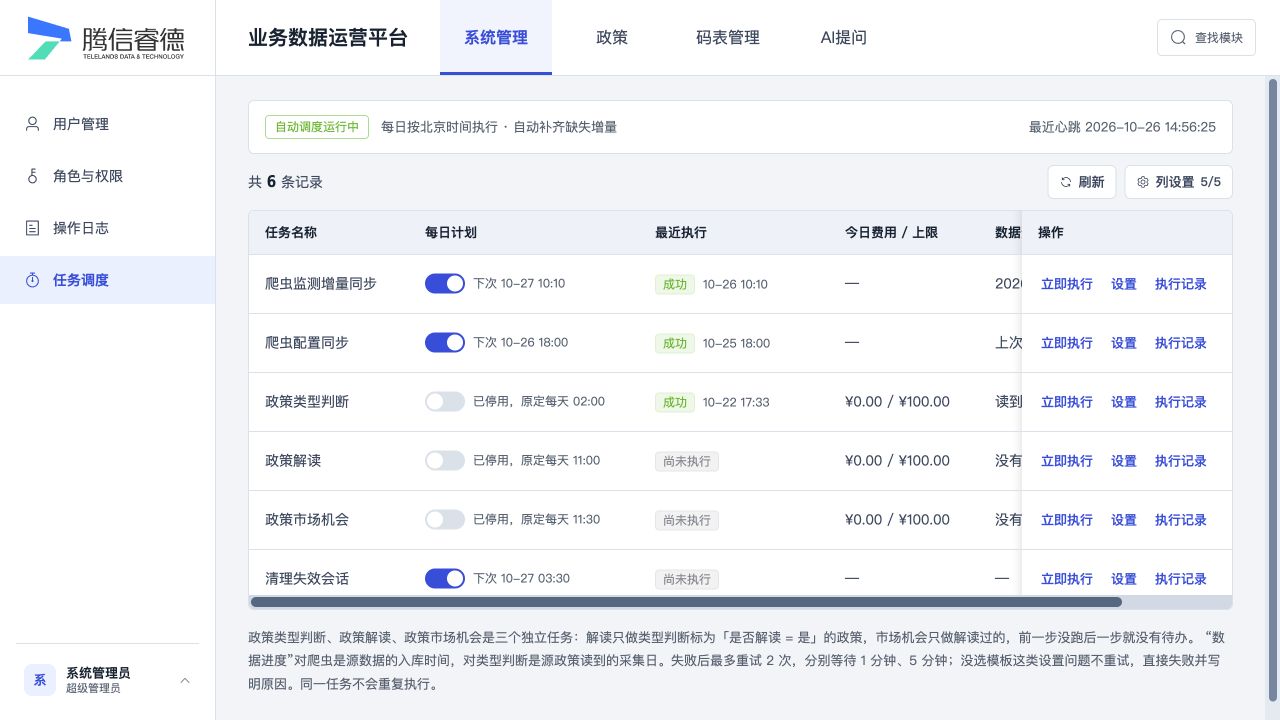 腾信睿德
TELELANDS DATA & TECHNOLOGY
业务数据运营平台
系统管理
政策
码表管理
AI提问
查找模块
用户管理
角色与权限
操作日志
任务调度
自动调度运行中
每日按北京时间执行 · 自动补齐缺失增量
最近心跳 2026-10-26 14:56:25
共 6 条记录
刷新
列设置 5/5
任务名称 每日计划 最近执行 今日费用 / 上限 数据 操作
爬虫监测增量同步 下次 10-27 10:10 成功 10-26 10:10 — 202 立即执行 设置 执行记录
爬虫配置同步 下次 10-26 18:00 成功 10-25 18:00 — 上次 立即执行 设置 执行记录
政策类型判断 已停用，原定每天 02:00 成功 10-22 17:33 ¥0.00 / ¥100.00 读到 立即执行 设置 执行记录
政策解读 已停用，原定每天 11:00 尚未执行 ¥0.00 / ¥100.00 没有 立即执行 设置 执行记录
政策市场机会 已停用，原定每天 11:30 尚未执行 ¥0.00 / ¥100.00 没有 立即执行 设置 执行记录
清理失效会话 下次 10-27 03:30 尚未执行 — — 立即执行 设置 执行记录
政策类型判断、政策解读、政策市场机会是三个独立任务：解读只做类型判断标为「是否解读 = 是」的政策，市场机会只做解读过的，前一步没跑后一步就没有待办。 “数
据进度”对爬虫是源数据的入库时间，对类型判断是源政策读到的采集日。失败后最多重试 2 次，分别等待 1 分钟、5 分钟；没选模板这类设置问题不重试，直接失败并写
明原因。同一任务不会重复执行。
系
系统管理员
超级管理员